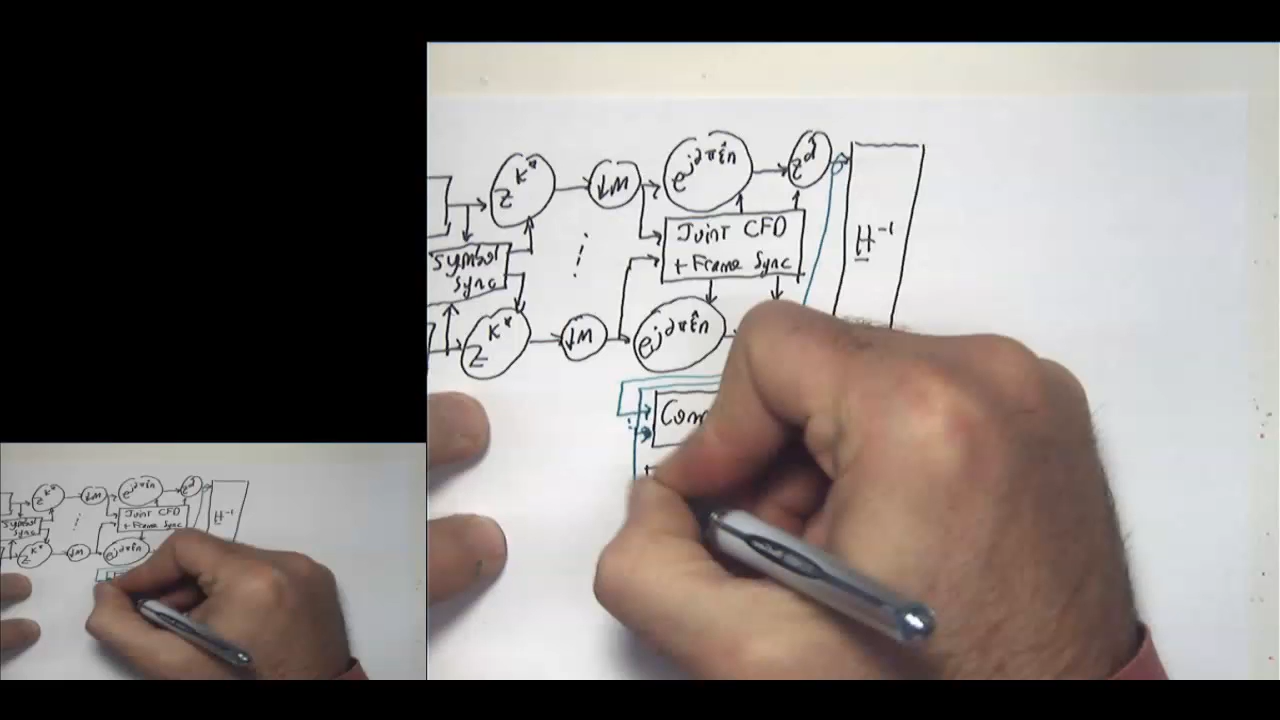 z^k* ↓M e^j2πε̂n z^d
Joint CFO
+ Frame Sync
H^-1
Symbol
Sync
z^k* ↓M e^j2πε̂n
Com